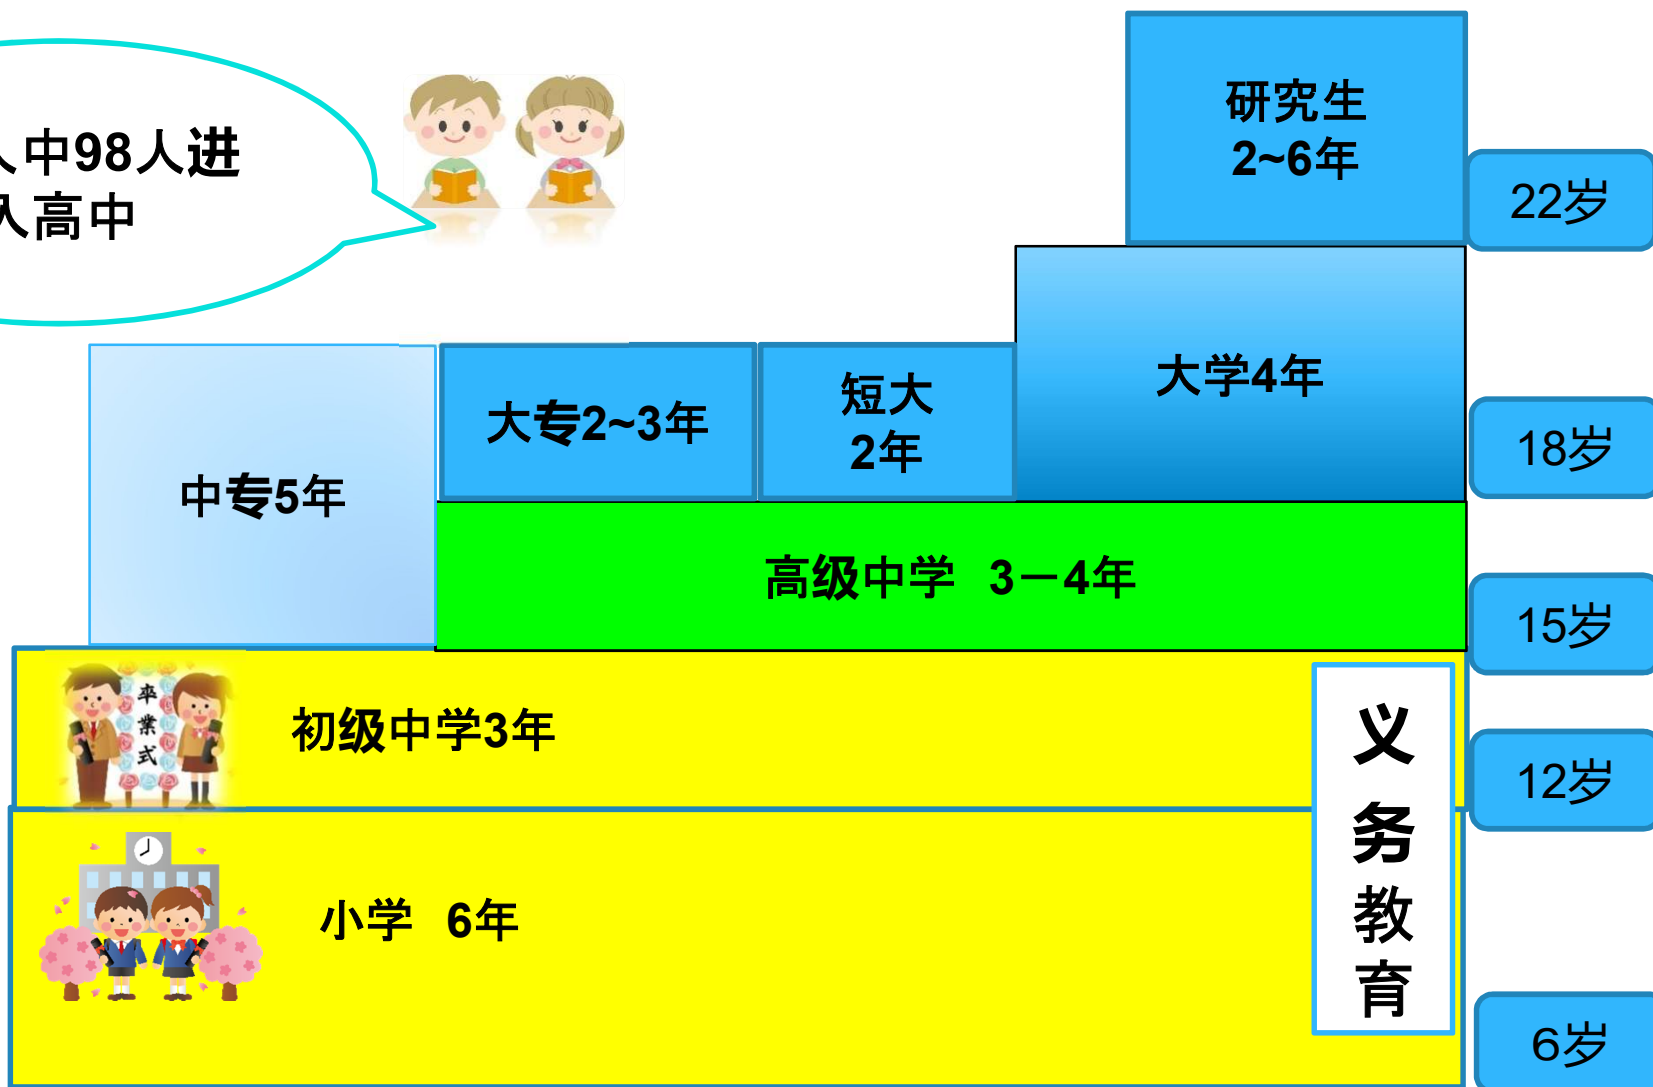 研究生
2~6年
22岁
人中98人进
入高中
大学4年
大专2~3年
短大
2年
18岁
中专5年
高级中学 3－4年
15岁
卒
業
式
初级中学3年
12岁
义
务
教
育
小学 6年
6岁